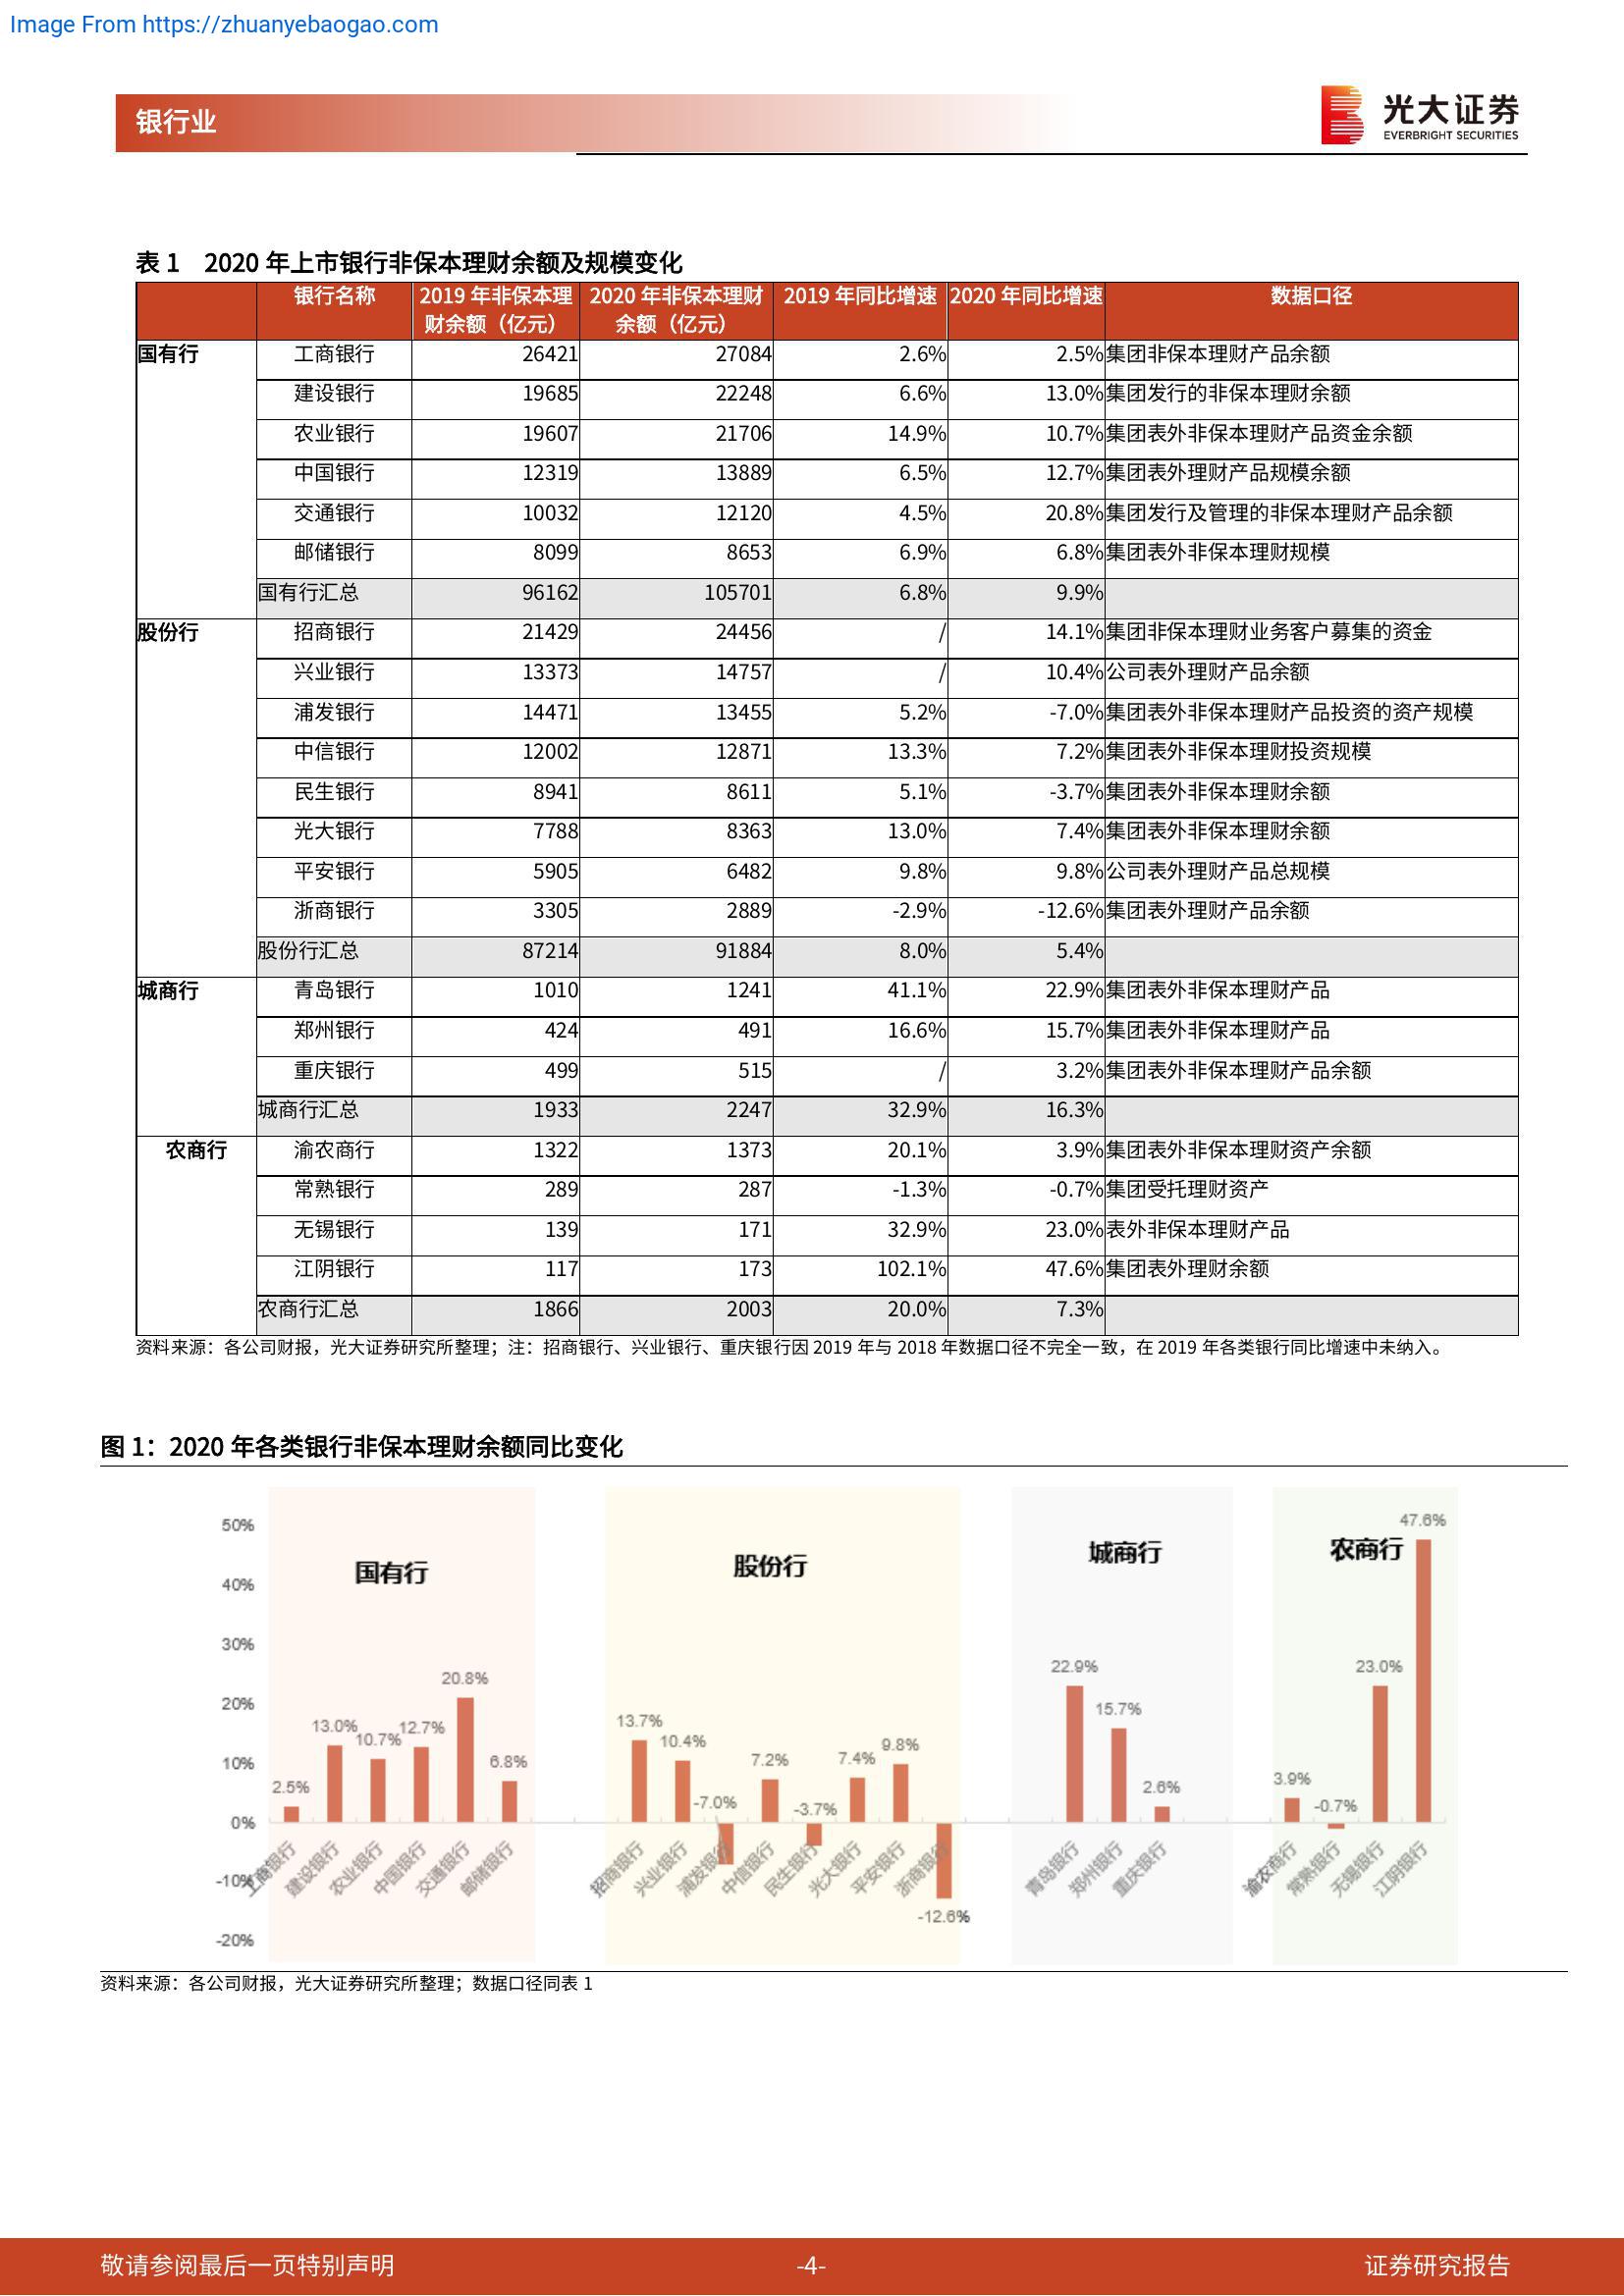 Image From https://zhuanyebaogao.com
银行业
光大证券
EVERBRIGHT SECURITIES
表 1 2020 年上市银行非保本理财余额及规模变化
银行名称 2019 年非保本理财余额（亿元） 2020 年非保本理财余额（亿元） 2019 年同比增速 2020 年同比增速 数据口径
国有行 工商银行 26421 27084 2.6% 2.5% 集团非保本理财产品余额
建设银行 19685 22248 6.6% 13.0% 集团发行的非保本理财余额
农业银行 19607 21706 14.9% 10.7% 集团表外非保本理财产品资金余额
中国银行 12319 13889 6.5% 12.7% 集团表外理财产品规模余额
交通银行 10032 12120 4.5% 20.8% 集团发行及管理的非保本理财产品余额
邮储银行 8099 8653 6.9% 6.8% 集团表外非保本理财规模
国有行汇总 96162 105701 6.8% 9.9%
股份行 招商银行 21429 24456 / 14.1% 集团非保本理财业务客户募集的资金
兴业银行 13373 14757 / 10.4% 公司表外理财产品余额
浦发银行 14471 13455 5.2% -7.0% 集团表外非保本理财产品投资的资产规模
中信银行 12002 12871 13.3% 7.2% 集团表外非保本理财投资规模
民生银行 8941 8611 5.1% -3.7% 集团表外非保本理财余额
光大银行 7788 8363 13.0% 7.4% 集团表外非保本理财余额
平安银行 5905 6482 9.8% 9.8% 公司表外理财产品总规模
浙商银行 3305 2889 -2.9% -12.6% 集团表外理财产品余额
股份行汇总 87214 91884 8.0% 5.4%
城商行 青岛银行 1010 1241 41.1% 22.9% 集团表外非保本理财产品
郑州银行 424 491 16.6% 15.7% 集团表外非保本理财产品
重庆银行 499 515 / 3.2% 集团表外非保本理财产品余额
城商行汇总 1933 2247 32.9% 16.3%
农商行 渝农商行 1322 1373 20.1% 3.9% 集团表外非保本理财资产余额
常熟银行 289 287 -1.3% -0.7% 集团受托理财资产
无锡银行 139 171 32.9% 23.0% 表外非保本理财产品
江阴银行 117 173 102.1% 47.6% 集团表外理财余额
农商行汇总 1866 2003 20.0% 7.3%
资料来源：各公司财报，光大证券研究所整理；注：招商银行、兴业银行、重庆银行因 2019 年与 2018 年数据口径不完全一致，在 2019 年各类银行同比增速中未纳入。
图 1：2020 年各类银行非保本理财余额同比变化
50%
40%
30%
20%
10%
0%
-10%
-20%
国有行 股份行 城商行 农商行
2.5% 13.0% 10.7% 12.7% 20.8% 6.8%
13.7% 10.4% -7.0% 7.2% -3.7% 7.4% 9.8% -12.6%
22.9% 15.7% 2.6%
3.9% -0.7% 23.0% 47.6%
工商银行 建设银行 农业银行 中国银行 交通银行 邮储银行
招商银行 兴业银行 浦发银行 中信银行 民生银行 光大银行 平安银行 浙商银行
青岛银行 郑州银行 重庆银行
渝农商行 常熟银行 无锡银行 江阴银行
资料来源：各公司财报，光大证券研究所整理；数据口径同表 1
敬请参阅最后一页特别声明
-4-
证券研究报告